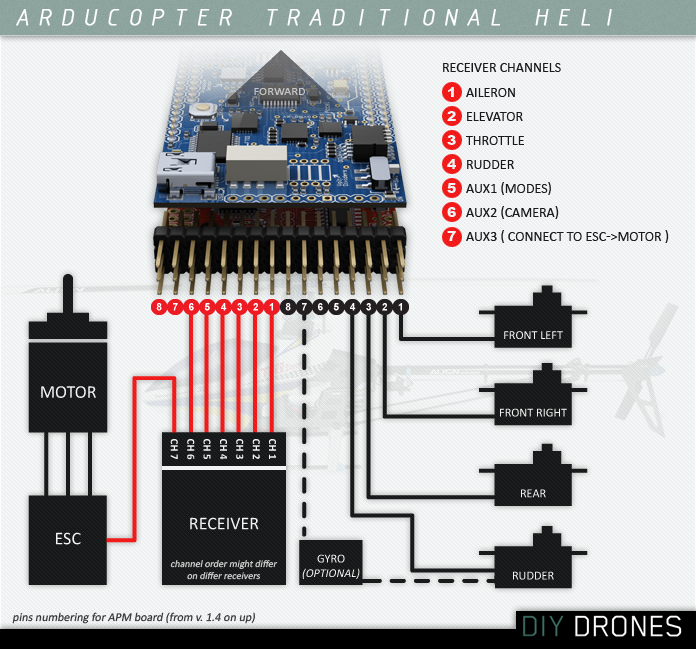 ARDUCOPTER TRADITIONAL HELI
FORWARD
RECEIVER CHANNELS
1 AILERON
2 ELEVATOR
3 THROTTLE
4 RUDDER
5 AUX1 (MODES)
6 AUX2 (CAMERA)
7 AUX3 ( CONNECT TO ESC->MOTOR )
8 7 6 5 4 3 2 1 8 7 6 5 4 3 2 1
FRONT LEFT
MOTOR
FRONT RIGHT
CH 7 CH 6 CH 5 CH 4 CH 3 CH 2 CH 1
REAR
RECEIVER
ESC
GYRO
(OPTIONAL)
channel order might differ
on differ receivers
RUDDER
pins numbering for APM board (from v. 1.4 on up)
DIY DRONES